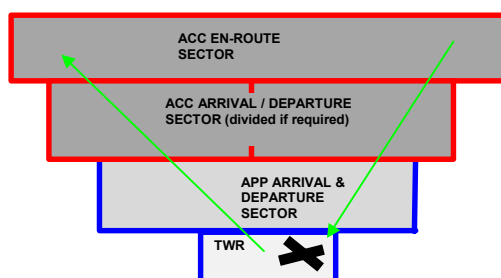 ACC EN-ROUTE
SECTOR
ACC ARRIVAL / DEPARTURE
SECTOR (divided if required)
APP ARRIVAL &
DEPARTURE
SECTOR
TWR